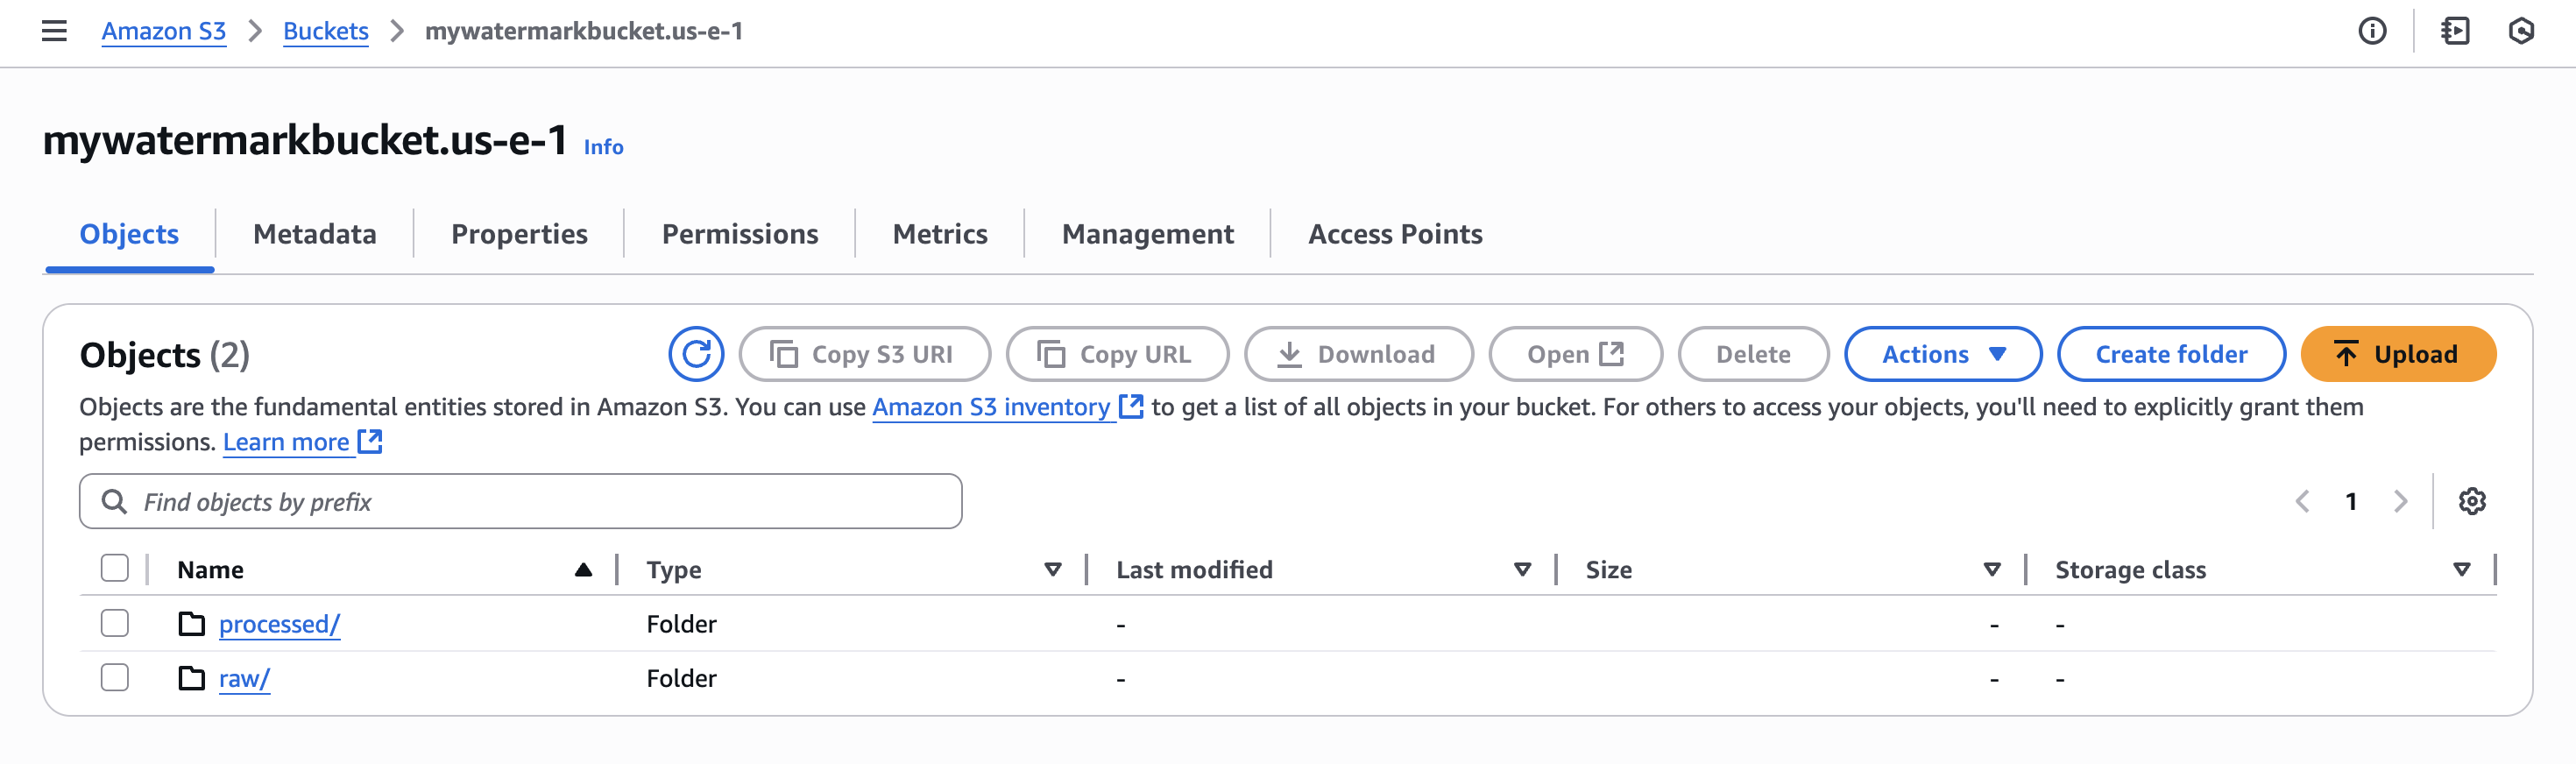 Amazon S3 > Buckets > mywatermarkbucket.us-e-1
mywatermarkbucket.us-e-1 Info
Objects Metadata Properties Permissions Metrics Management Access Points
Objects (2) Copy S3 URI Copy URL Download Open Delete Actions Create folder Upload
Objects are the fundamental entities stored in Amazon S3. You can use Amazon S3 inventory to get a list of all objects in your bucket. For others to access your objects, you'll need to explicitly grant them
permissions. Learn more
Find objects by prefix 1
Name Type Last modified Size Storage class
processed/ Folder - - -
raw/ Folder - - -